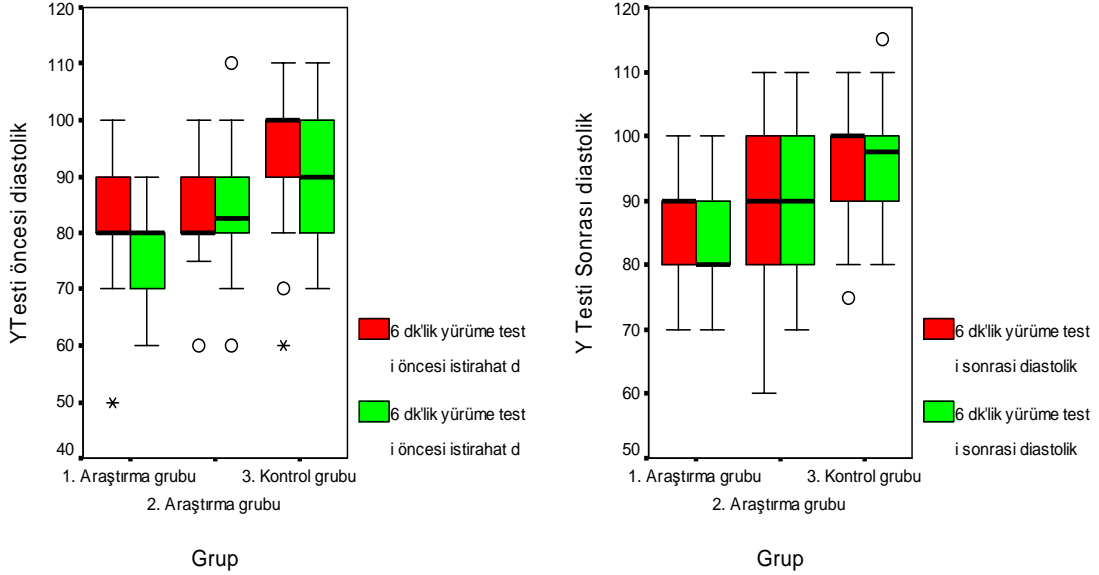 YTesti öncesi diastolik
120
110
100
90
80
70
60
50
40
1. Araştırma grubu
2. Araştırma grubu
3. Kontrol grubu
Grup
6 dk'lik yürüme test
i öncesi istirahat d
6 dk'lik yürüme test
i öncesi istirahat d
Y Testi Sonrası diastolik
120
110
100
90
80
70
60
50
1. Araştırma grubu
2. Araştırma grubu
3. Kontrol grubu
Grup
6 dk'lik yürüme test
i sonrasi diastolik
6 dk'lik yürüme test
i sonrasi diastolik